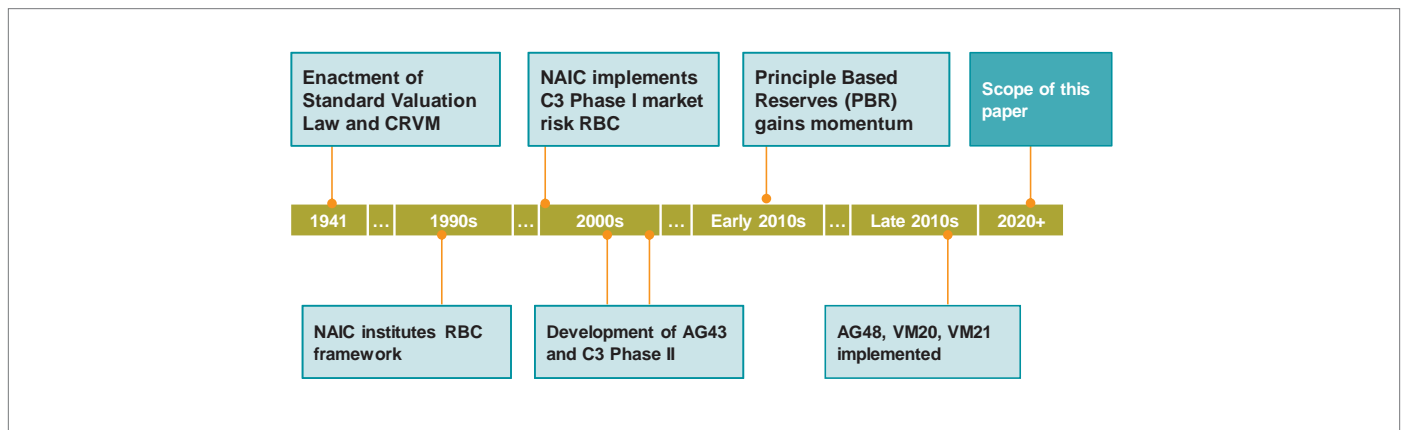 Enactment of
Standard Valuation
Law and CRVM
NAIC implements
C3 Phase I market
risk RBC
Principle Based
Reserves (PBR)
gains momentum
Scope of this
paper
1941 … 1990s … 2000s … Early 2010s … Late 2010s 2020+
NAIC institutes RBC
framework
Development of AG43
and C3 Phase II
AG48, VM20, VM21
implemented